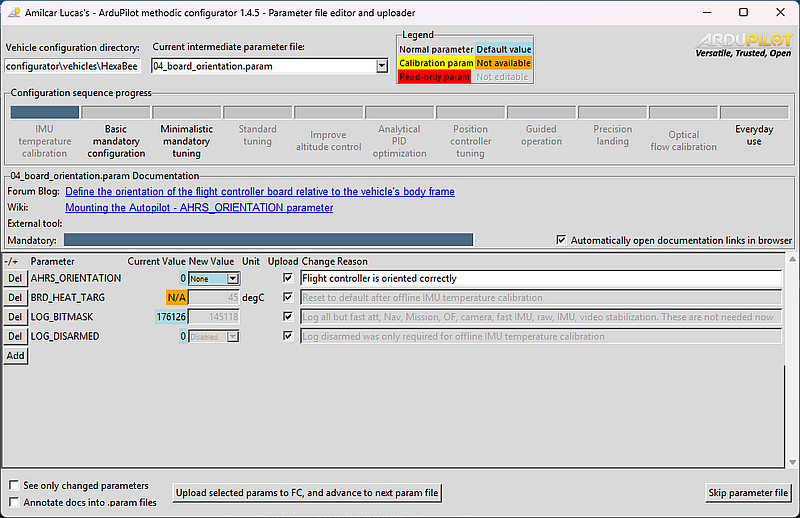 Amilcar Lucas's - ArduPilot methodic configurator 1.4.5 - Parameter file editor and uploader
Vehicle configuration directory:
configurator\vehicles\HexaBee
Current intermediate parameter file:
04_board_orientation.param
Legend
Normal parameter Default value
Calibration param Not available
Read-only param Not editable
ARDUPILOT
Versatile, Trusted, Open
Configuration sequence progress
IMU
temperature
calibration
Basic
mandatory
configuration
Minimalistic
mandatory
tuning
Standard
tuning
Improve
altitude control
Analytical
PID
optimization
Position
controller
tuning
Guided
operation
Precision
landing
Optical
flow calibration
Everyday
use
04_board_orientation.param Documentation
Forum Blog: Define the orientation of the flight controller board relative to the vehicle's body frame
Wiki: Mounting the Autopilot - AHRS_ORIENTATION parameter
External tool:
Mandatory: Automatically open documentation links in browser
-/+ Parameter Current Value New Value Unit Upload Change Reason
Del AHRS_ORIENTATION 0 None Flight controller is oriented correctly
Del BRD_HEAT_TARG N/A 45 degC Reset to default after offline IMU temperature calibration
Del LOG_BITMASK 176126 145118 Log all but fast att, Nav, Mission, OF, camera, fast IMU, raw, IMU, video stabilization. These are not needed now
Del LOG_DISARMED 0 Disabled Log disarmed was only required for offline IMU temperature calibration
Add
See only changed parameters
Annotate docs into .param files
Upload selected params to FC, and advance to next param file
Skip parameter file